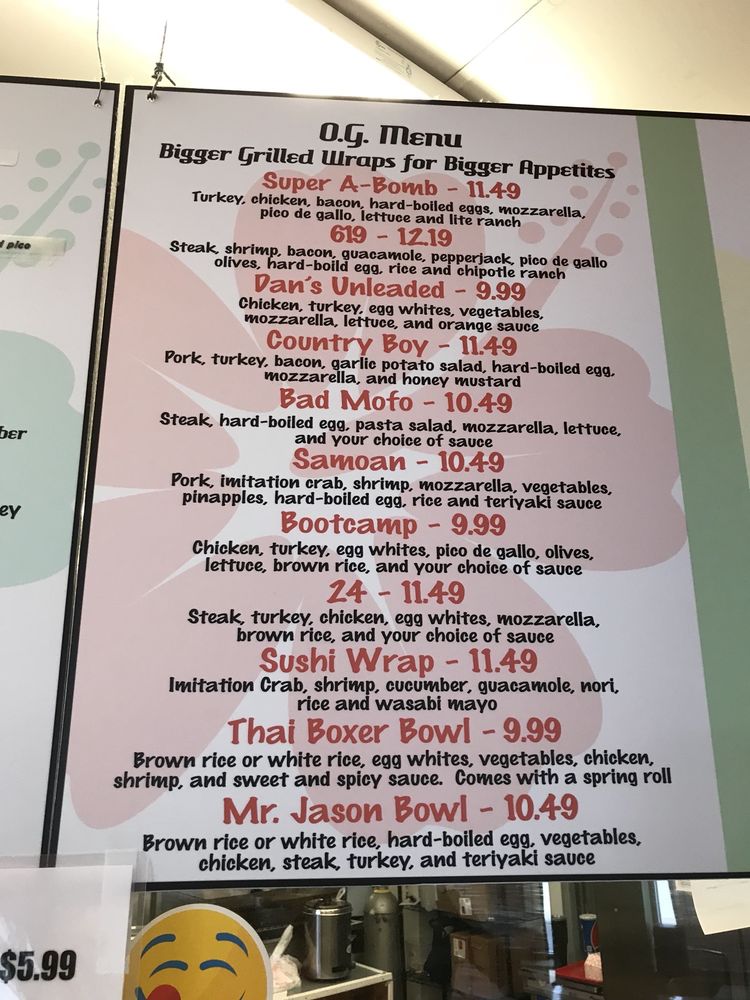 O.G. Menu
Bigger Grilled Wraps for Bigger Appetites
Super A-Bomb - 11.49
Turkey, chicken, bacon, hard-boiled eggs, mozzarella,
pico de gallo, lettuce and lite ranch
619 - 12.19
Steak, shrimp, bacon, guacamole, pepperjack, pico de gallo
olives, hard-boild egg, rice and chipotle ranch
Dan's Unleaded - 9.99
Chicken, turkey, egg whites, vegetables,
mozzarella, lettuce, and orange sauce
Country Boy - 11.49
Pork, turkey, bacon, garlic potato salad, hard-boiled egg,
mozzarella, and honey mustard
Bad Mofo - 10.49
Steak, hard-boiled egg, pasta salad, mozzarella, lettuce,
and your choice of sauce
Samoan - 10.49
Pork, imitation crab, shrimp, mozzarella, vegetables,
pinapples, hard-boiled egg, rice and teriyaki sauce
Bootcamp - 9.99
Chicken, turkey, egg whites, pico de gallo, olives,
lettuce, brown rice, and your choice of sauce
24 - 11.49
Steak, turkey, chicken, egg whites, mozzarella,
brown rice, and your choice of sauce
Sushi Wrap - 11.49
Imitation Crab, shrimp, cucumber, guacamole, nori,
rice and wasabi mayo
Thai Boxer Bowl - 9.99
Brown rice or white rice, egg whites, vegetables, chicken,
shrimp, and sweet and spicy sauce. Comes with a spring roll
Mr. Jason Bowl - 10.49
Brown rice or white rice, hard-boiled egg, vegetables,
chicken, steak, turkey, and teriyaki sauce
pico
ber
ey
$5.99